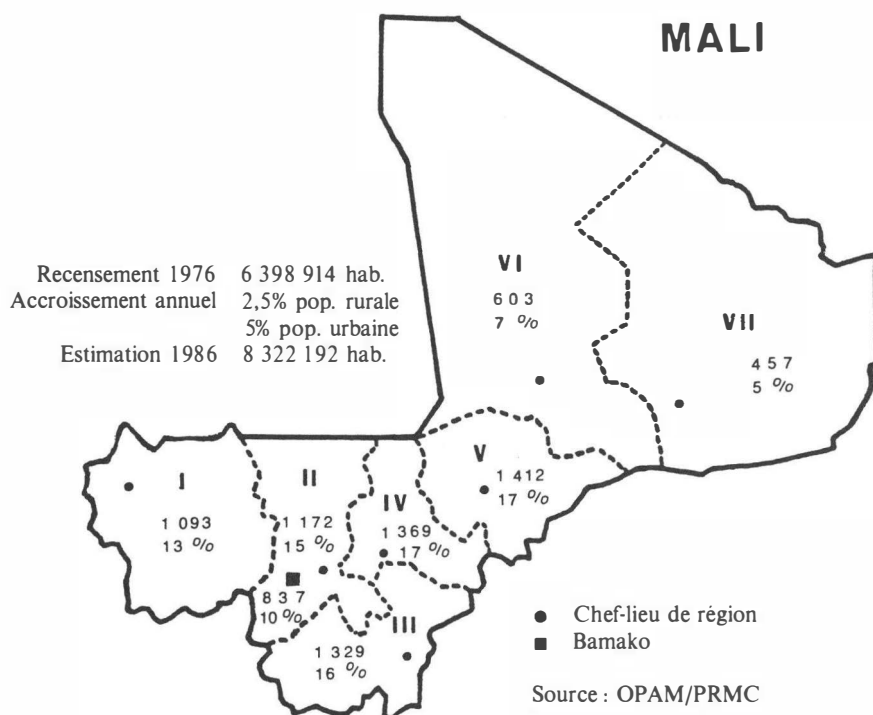 MALI
Recensement 1976 6 398 914 hab.
Accroissement annuel 2,5% pop. rurale
5% pop. urbaine
Estimation 1986 8 322 192 hab.
VI
603
7 %
VII
457
5 %
I
1 093
13 %
II
1 172
15 %
837
10 %
IV
1 369
17 %
V
1 412
17 %
III
1 329
16 %
Chef-lieu de région
Bamako
Source : OPAM/PRMC